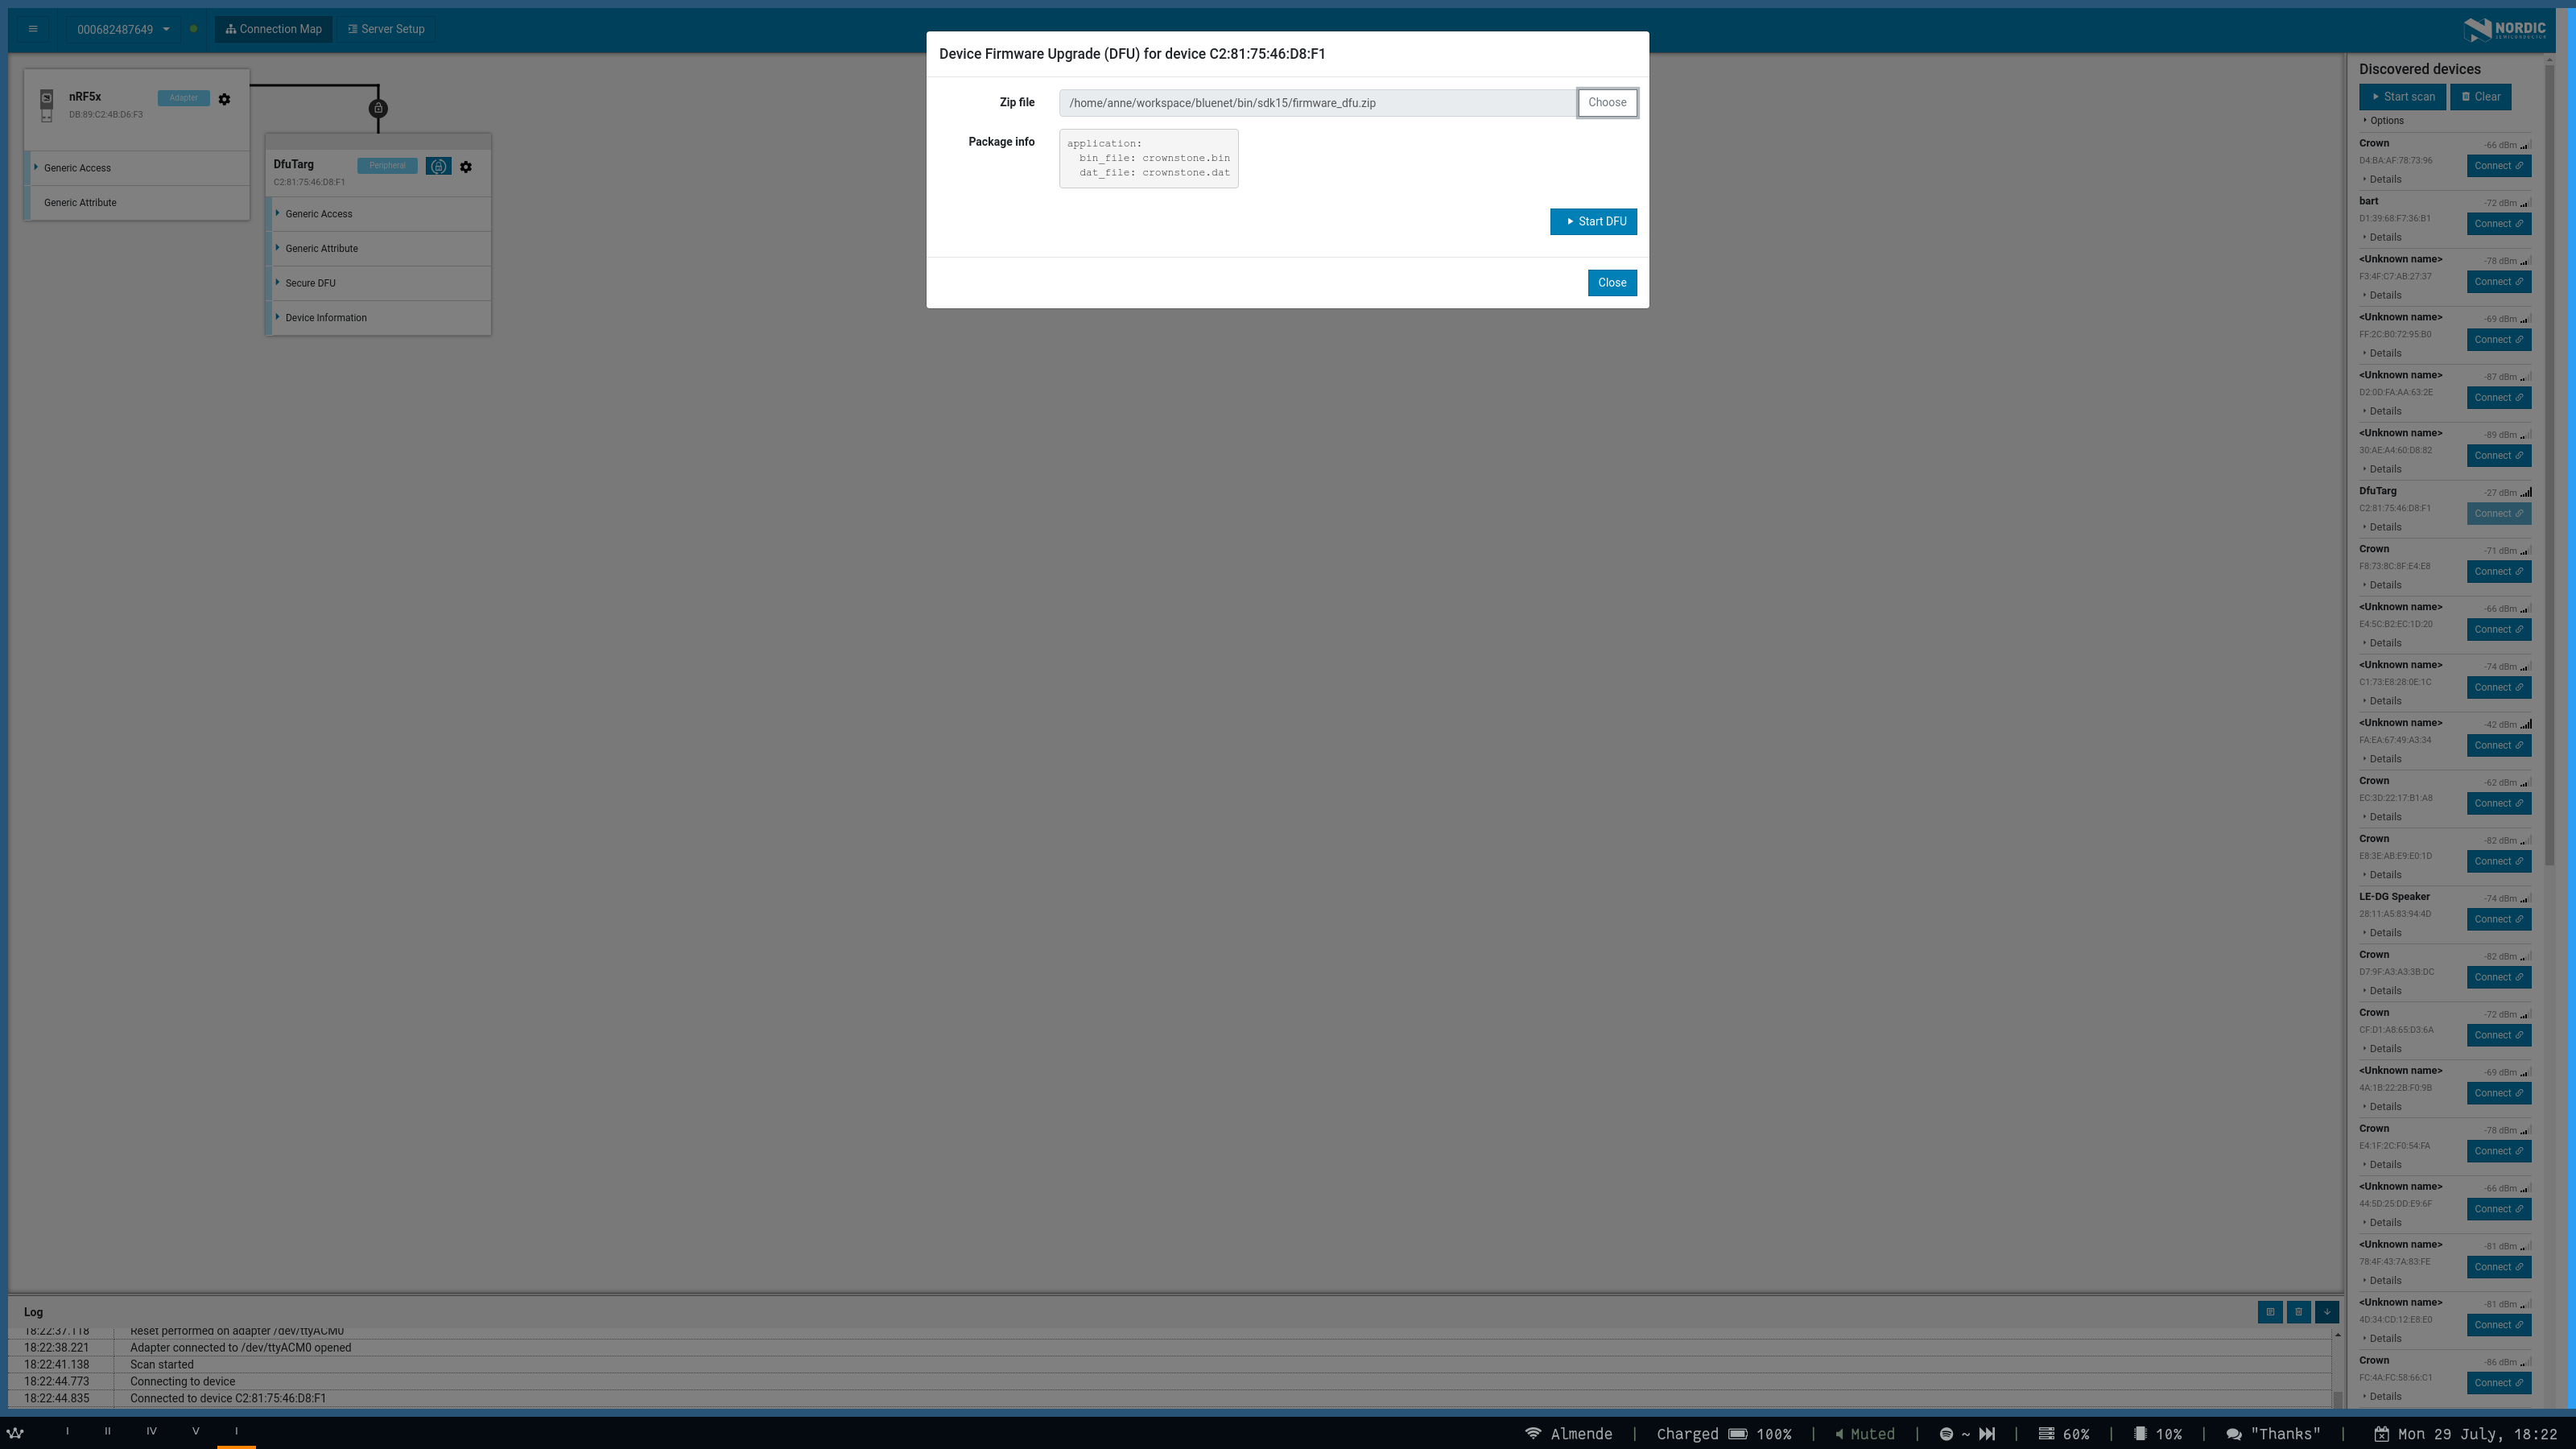 000682487649
Connection Map
Server Setup
NORDIC
SEMICONDUCTOR
Device Firmware Upgrade (DFU) for device C2:81:75:46:D8:F1
Zip file
/home/anne/workspace/bluenet/bin/sdk15/firmware_dfu.zip
Choose
Package info
application:
bin_file: crownstone.bin
dat_file: crownstone.dat
Start DFU
Close
nRF5x
Adapter
DB:89:C2:4B:D6:F3
Generic Access
Generic Attribute
DfuTarg
Peripheral
C2:81:75:46:D8:F1
Generic Access
Generic Attribute
Secure DFU
Device Information
Discovered devices
Start scan
Clear
Options
Crown
-66 dBm
D4:BA:AF:78:73:96
Connect
Details
bart
-72 dBm
D1:39:68:F7:36:B1
Connect
Details
<Unknown name>
-78 dBm
F3:4F:C7:AB:27:37
Connect
Details
<Unknown name>
-69 dBm
FF:2C:B0:72:95:B0
Connect
Details
<Unknown name>
-87 dBm
D2:0D:FA:AA:63:2E
Connect
Details
<Unknown name>
-89 dBm
30:AE:A4:60:D8:82
Connect
Details
DfuTarg
-27 dBm
C2:81:75:46:D8:F1
Connect
Details
Crown
-71 dBm
F8:73:8C:8F:E4:E8
Connect
Details
<Unknown name>
-66 dBm
E4:5C:B2:EC:1D:20
Connect
Details
<Unknown name>
-74 dBm
C1:73:E8:28:0E:1C
Connect
Details
<Unknown name>
-42 dBm
FA:EA:67:49:A3:34
Connect
Details
Crown
-62 dBm
EC:3D:22:17:B1:A8
Connect
Details
Crown
-82 dBm
E8:3E:AB:E9:E0:1D
Connect
Details
LE-DG Speaker
-74 dBm
28:11:A5:83:94:4D
Connect
Details
Crown
-82 dBm
D7:9F:A3:A3:3B:DC
Connect
Details
Crown
-72 dBm
CF:D1:A8:65:D3:6A
Connect
Details
<Unknown name>
-69 dBm
4A:1B:22:2B:F0:9B
Connect
Details
Crown
-78 dBm
E4:1F:2C:F0:54:FA
Connect
Details
<Unknown name>
-66 dBm
44:5D:25:DD:E9:6F
Connect
Details
<Unknown name>
-81 dBm
78:4F:43:7A:83:FE
Connect
Details
<Unknown name>
-81 dBm
4D:34:CD:12:E8:E0
Connect
Details
Crown
-86 dBm
FC:4A:FC:58:66:C1
Connect
Details
Log
18:22:37.118 Reset performed on adapter /dev/ttyACM0
18:22:38.221 Adapter connected to /dev/ttyACM0 opened
18:22:41.138 Scan started
18:22:44.773 Connecting to device
18:22:44.835 Connected to device C2:81:75:46:D8:F1
I II IV V I
Almende | Charged 100% | Muted | ~ | 60% | 10% | "Thanks" | Mon 29 July, 18:22